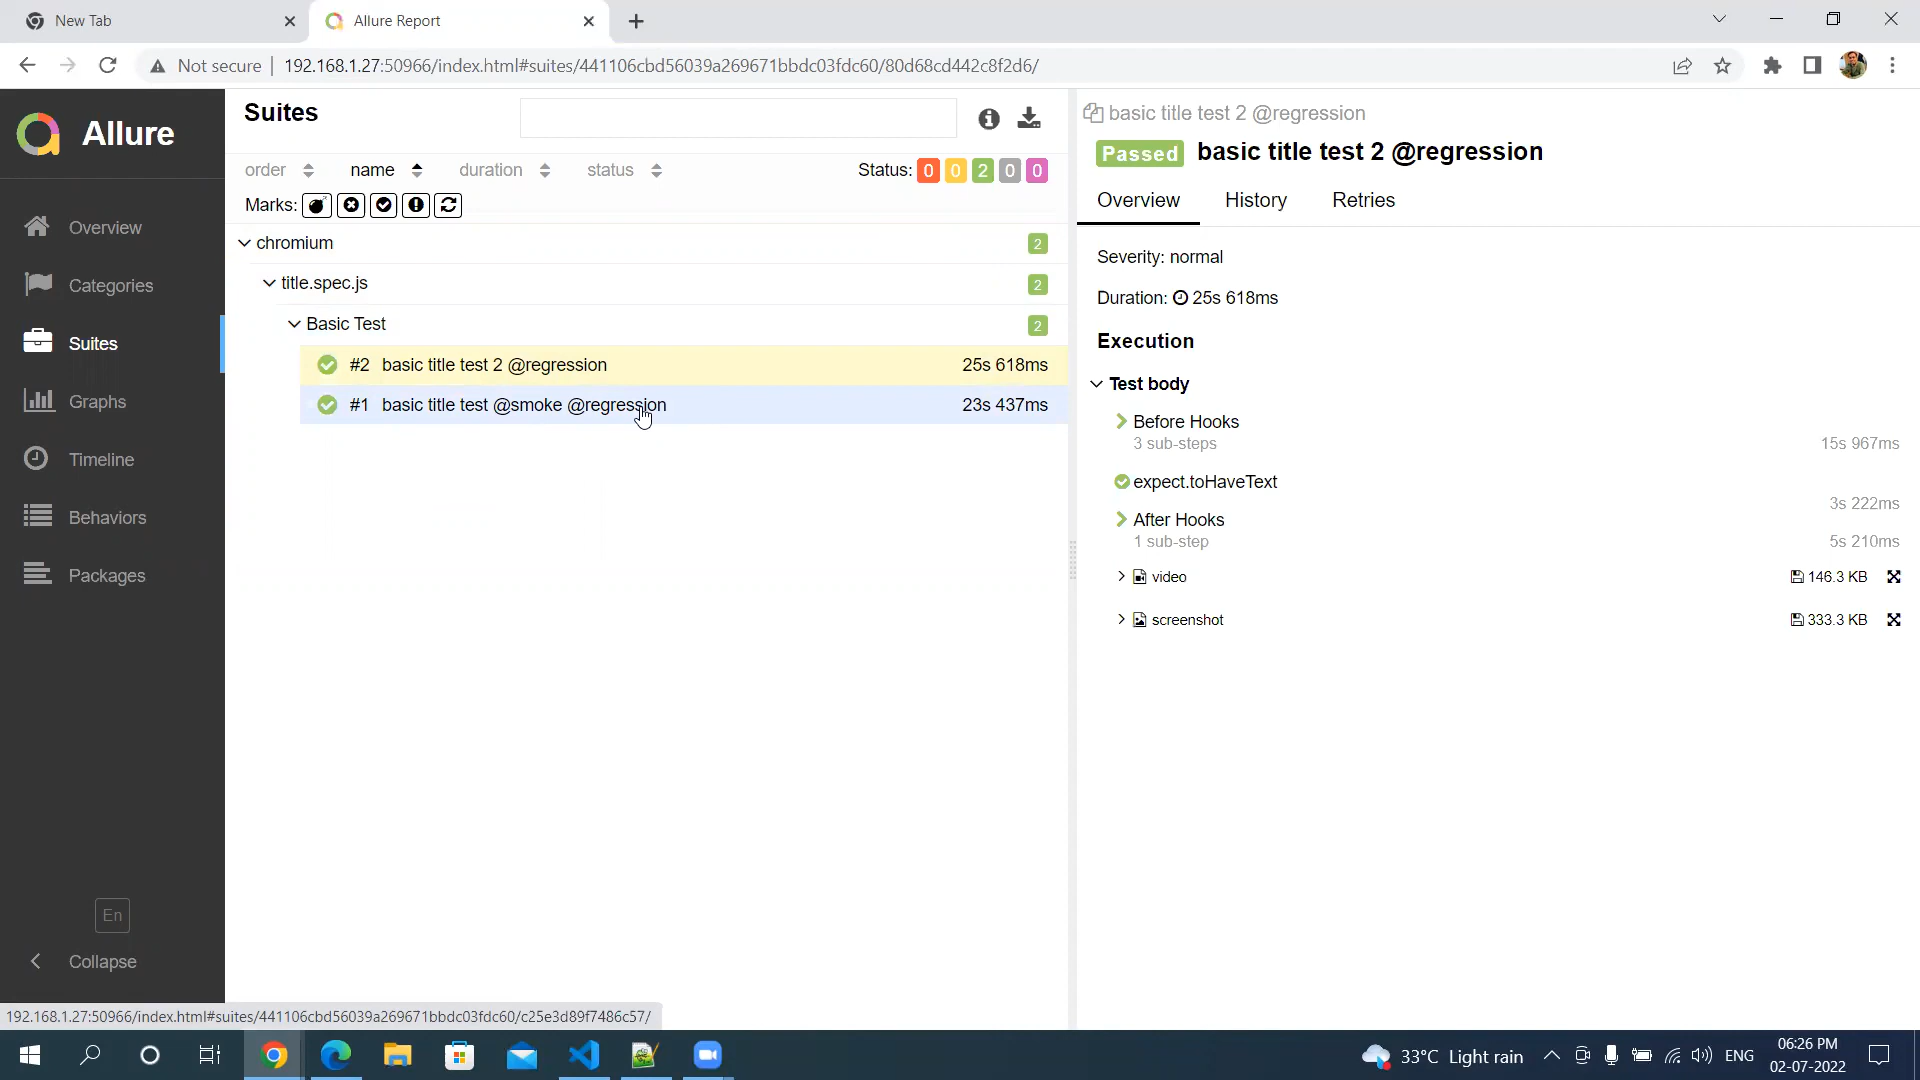 New Tab
Allure Report
Not secure
192.168.1.27:50966/index.html#suites/441106cbd56039a269671bbdc03fdc60/80d68cd442c8f2d6/
Allure
Overview
Categories
Suites
Graphs
Timeline
Behaviors
Packages
En
Collapse
Suites
order name duration status Status: 0 0 2 0 0
Marks:
chromium 2
title.spec.js 2
Basic Test 2
#2 basic title test 2 @regression 25s 618ms
#1 basic title test @smoke @regression 23s 437ms
basic title test 2 @regression
Passed basic title test 2 @regression
Overview History Retries
Severity: normal
Duration: 25s 618ms
Execution
Test body
Before Hooks
3 sub-steps 15s 967ms
expect.toHaveText
3s 222ms
After Hooks
1 sub-step 5s 210ms
video 146.3 KB
screenshot 333.3 KB
192.168.1.27:50966/index.html#suites/441106cbd56039a269671bbdc03fdc60/c25e3d89f7486c57/
33°C Light rain
ENG
06:26 PM
02-07-2022